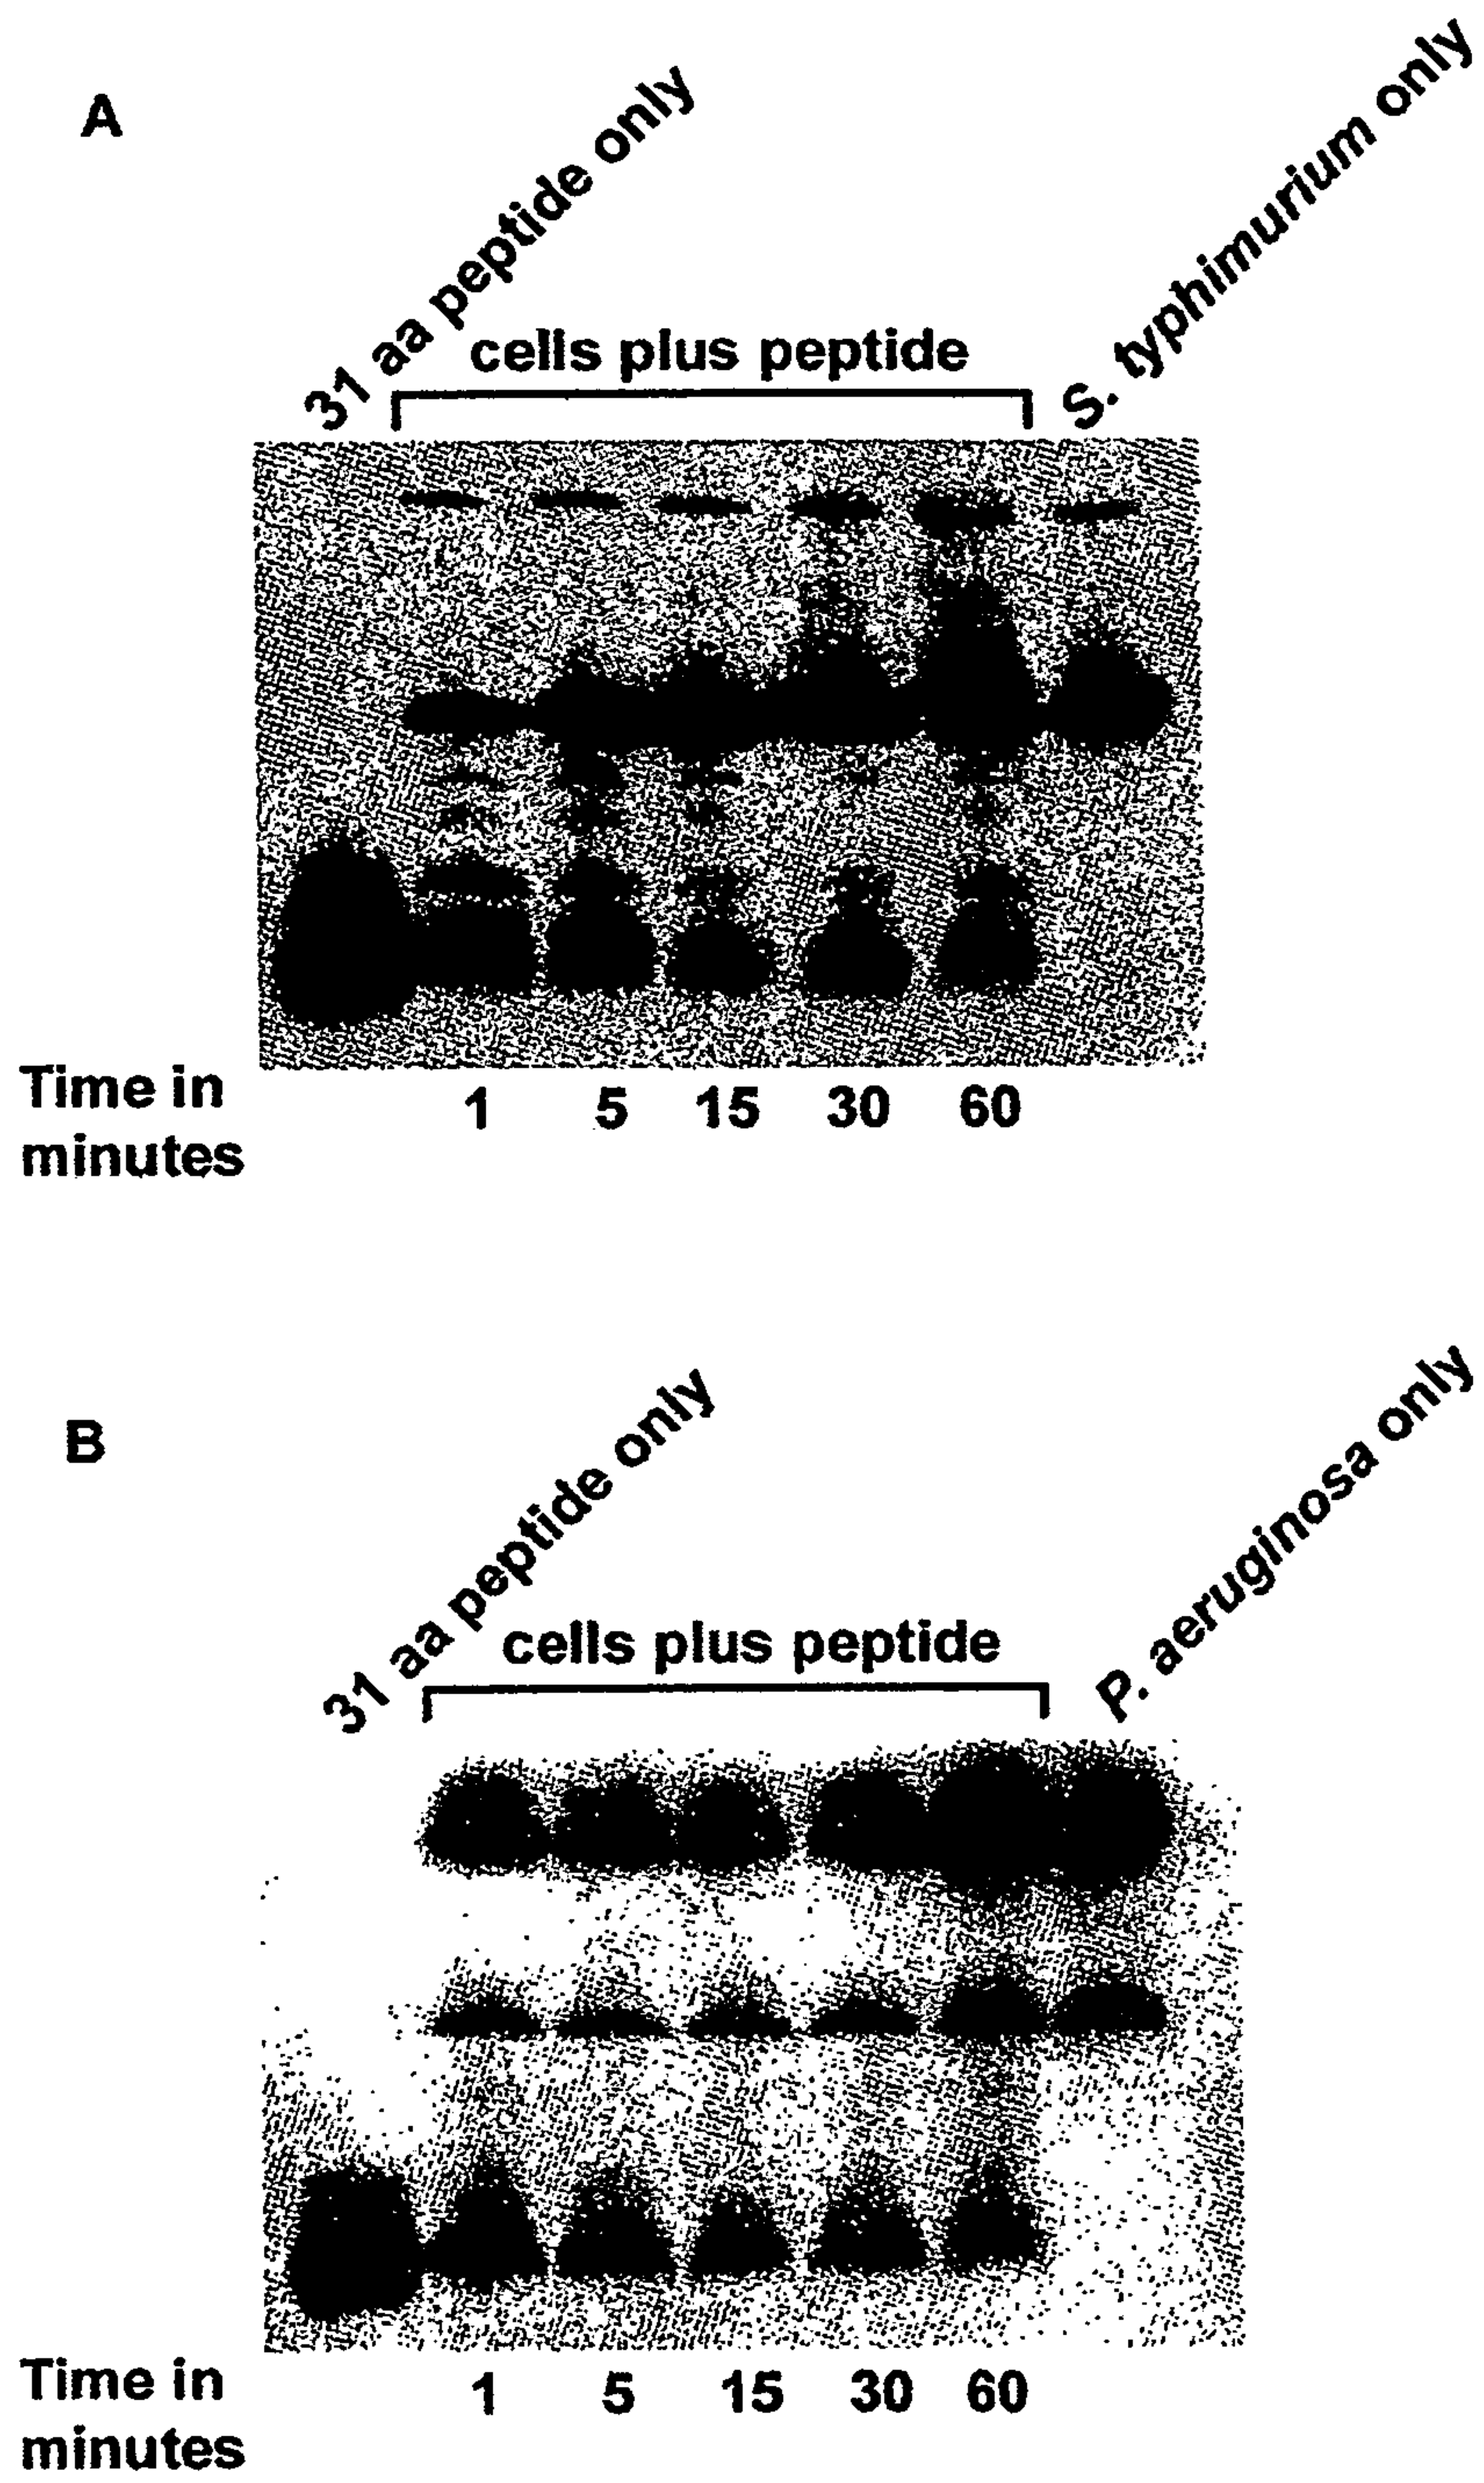 A
31 aa peptide only
cells plus peptide
S. typhimurium only
Time in
minutes
1 5 15 30 60
B
31 aa peptide only
cells plus peptide
P. aeruginosa only
Time in
minutes
1 5 15 30 60